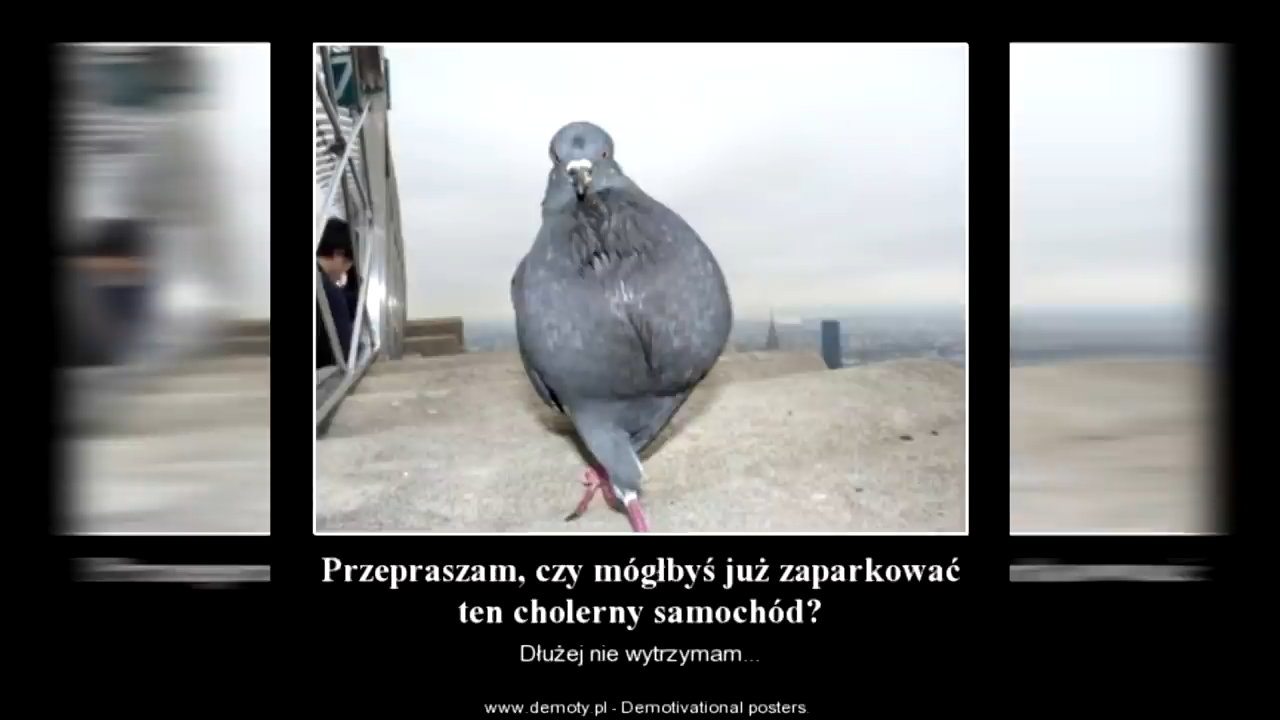 Przepraszam, czy mógłbyś już zaparkować
ten cholerny samochód?
Dłużej nie wytrzymam...
www.demoty.pl - Demotivational posters.